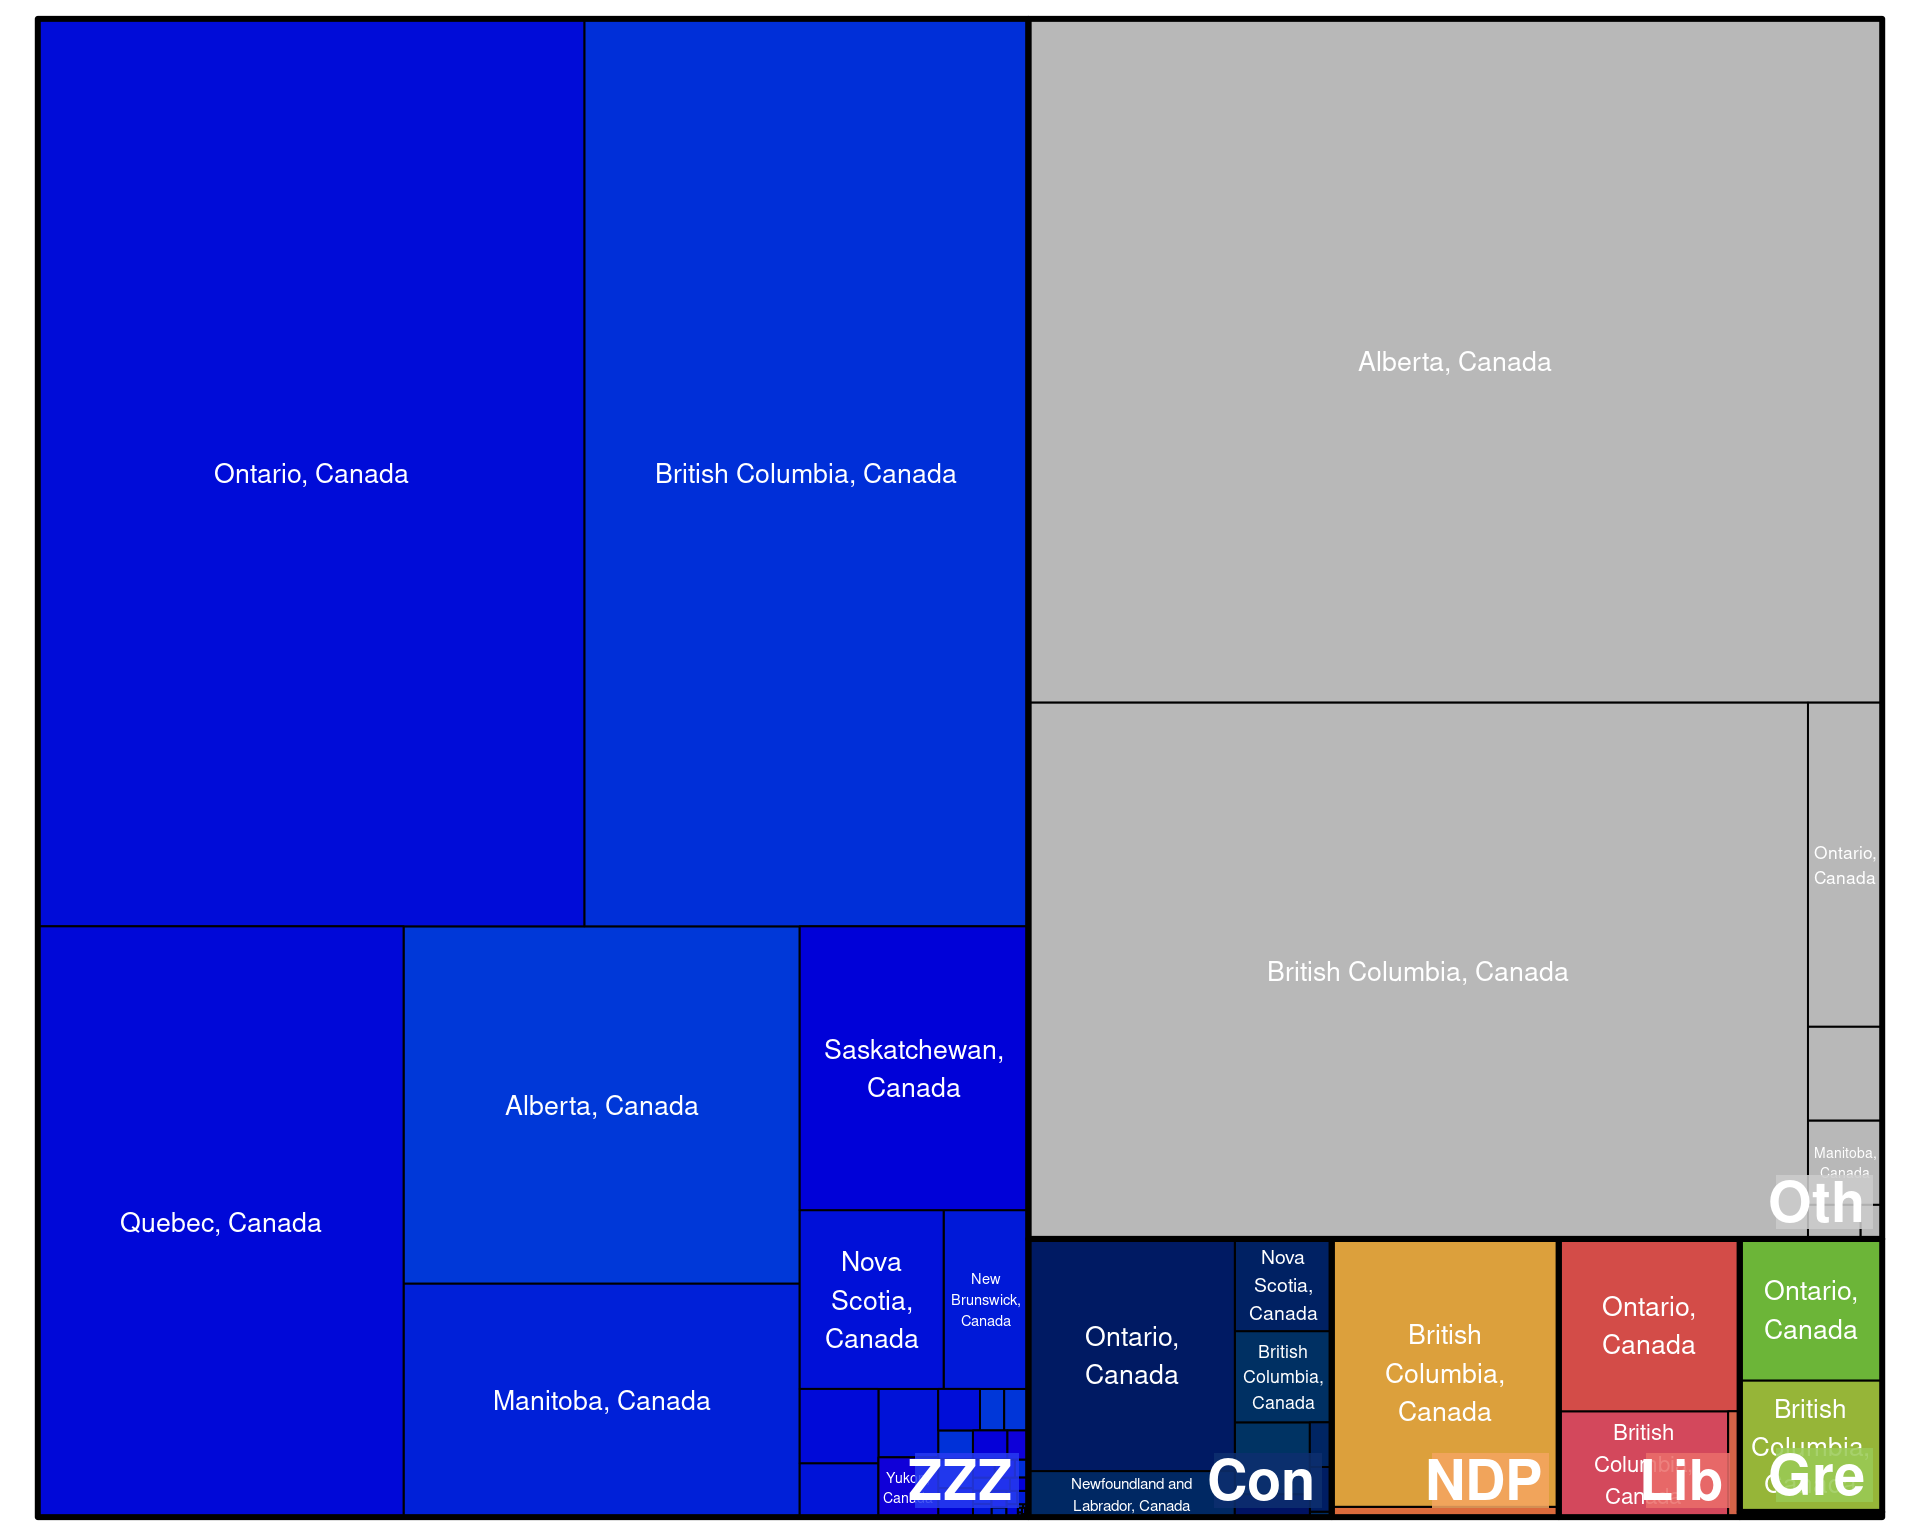 Ontario, Canada
British Columbia, Canada
Quebec, Canada
Alberta, Canada
Manitoba, Canada
Saskatchewan,
Canada
Nova
Scotia,
Canada
New
Brunswick,
Canada
Yukon
Canada
ZZZ
Alberta, Canada
British Columbia, Canada
Ontario,
Canada
Manitoba,
Canada
Oth
Ontario,
Canada
Newfoundland and
Labrador, Canada
Nova
Scotia,
Canada
British
Columbia,
Canada
Con
British
Columbia,
Canada
NDP
Ontario,
Canada
British
Columbia,
Canada
Lib
Ontario,
Canada
British
Columbia,
Gre